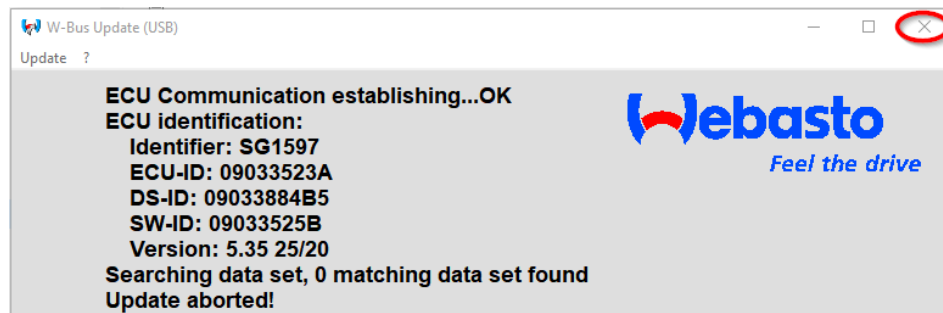 W-Bus Update (USB)
Update ?
ECU Communication establishing...OK
ECU identification:
Identifier: SG1597
ECU-ID: 09033523A
DS-ID: 09033884B5
SW-ID: 09033525B
Version: 5.35 25/20
Searching data set, 0 matching data set found
Update aborted!
Webasto
Feel the drive